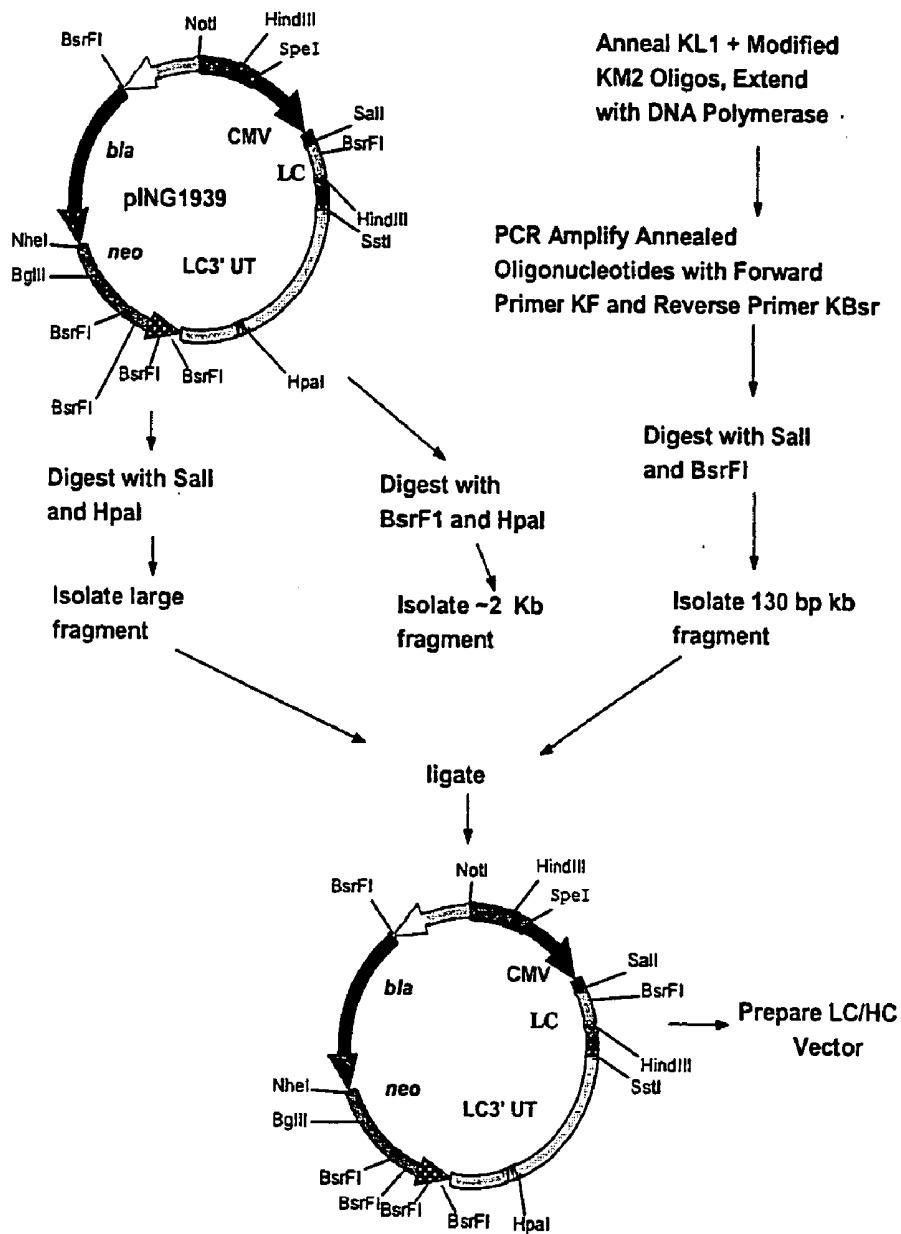 NotI
HindIII
SpeI
BsrFI
SalI
BsrFI
CMV
LC
bla
pING1939
HindIII
SstI
NheI
neo
BglII
LC3' UT
BsrFI
BsrFI
BsrFI
BsrFI
HpaI
Anneal KL1 + Modified
KM2 Oligos, Extend
with DNA Polymerase
PCR Amplify Annealed
Oligonucleotides with Forward
Primer KF and Reverse Primer KBsr
Digest with SalI
and HpaI
Digest with
BsrF1 and HpaI
Digest with SalI
and BsrFI
Isolate large
fragment
Isolate ~2 Kb
fragment
Isolate 130 bp kb
fragment
ligate
NotI
HindIII
SpeI
BsrFI
SalI
BsrFI
CMV
LC
bla
HindIII
SstI
Prepare LC/HC
Vector
NheI
neo
BglII
LC3' UT
BsrFI
BsrFI
BsrFI
BsrFI
HpaI